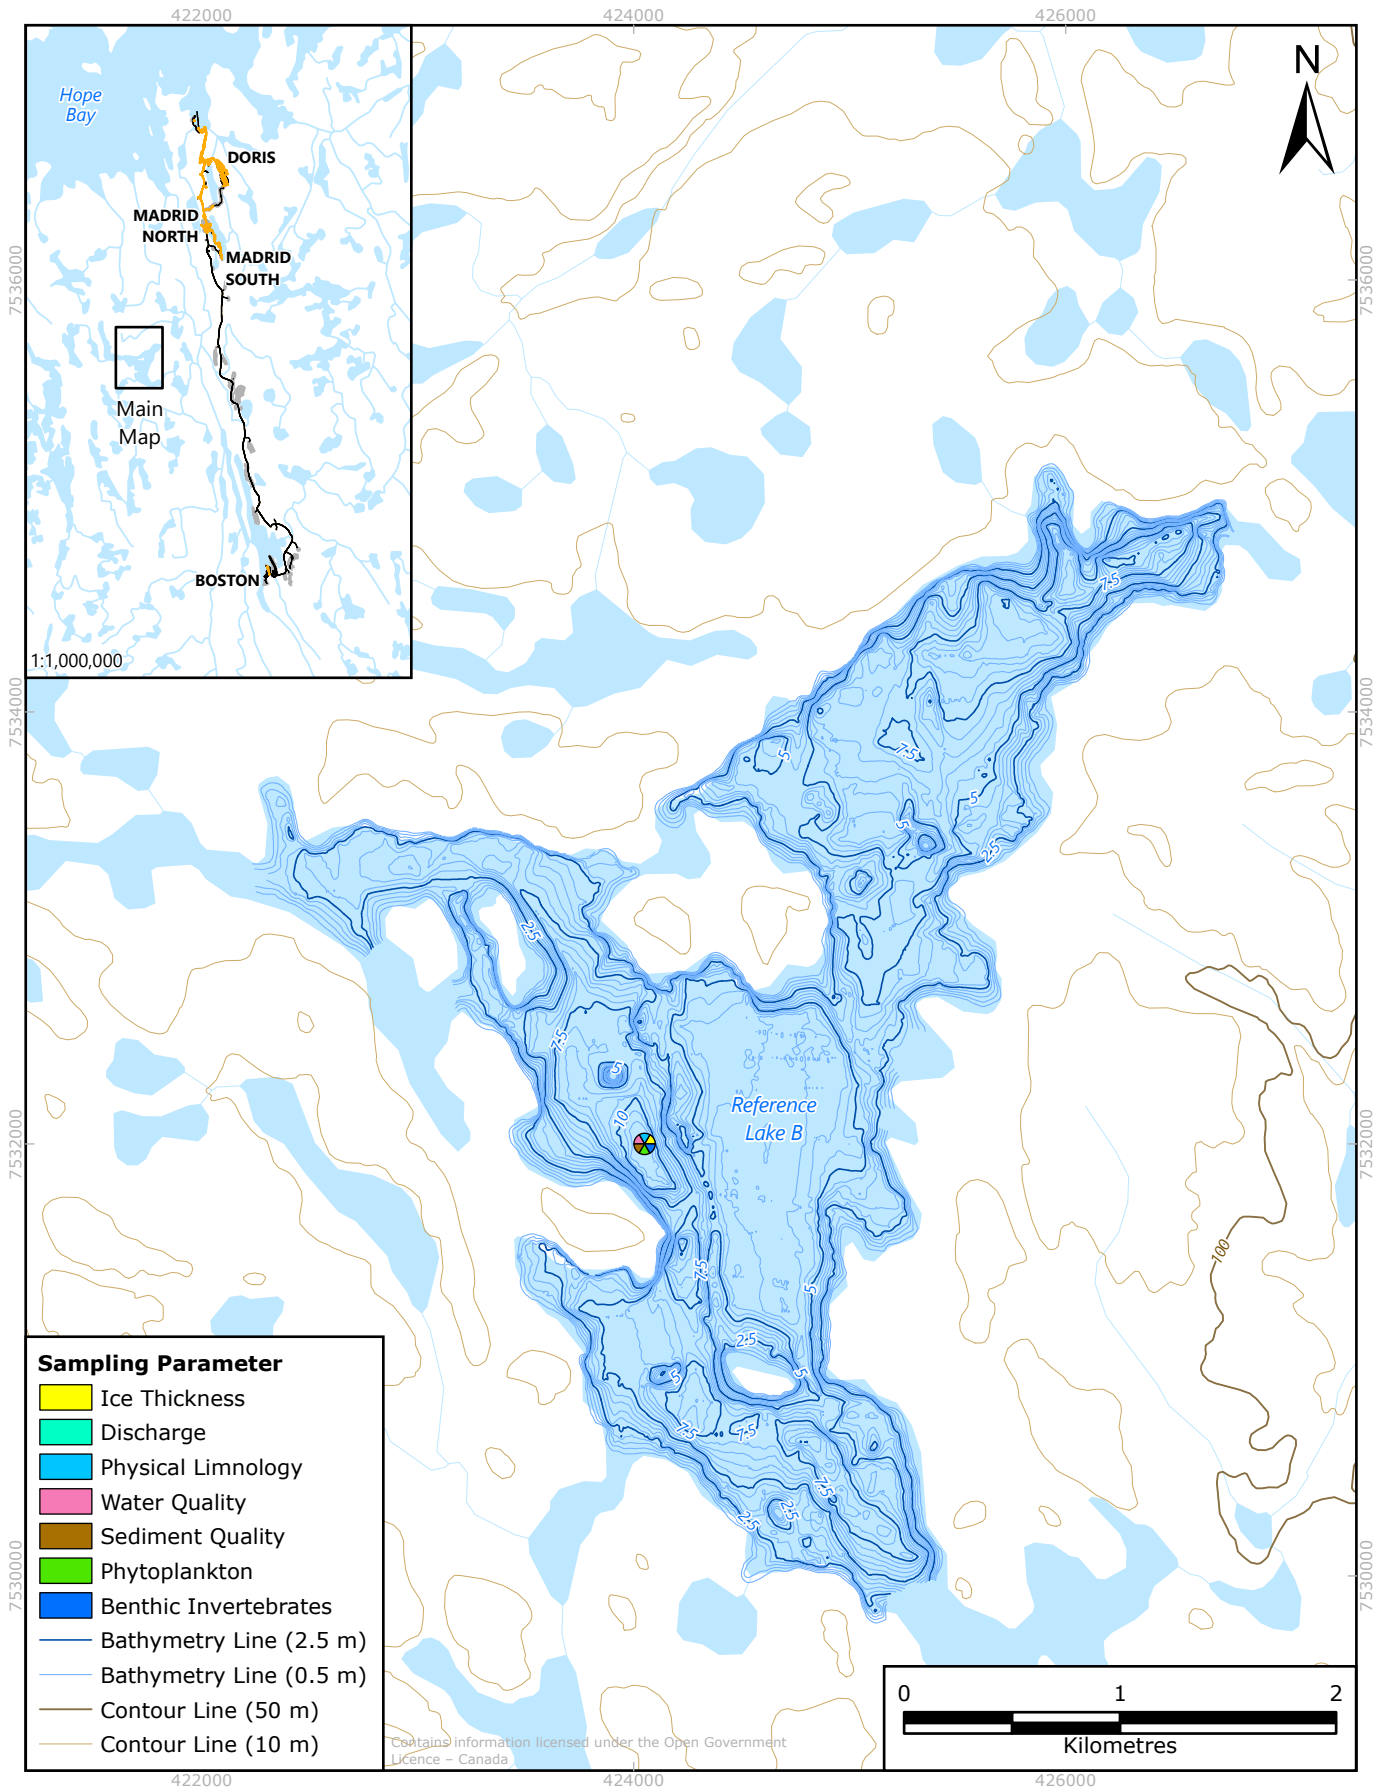 422000
424000
426000
N
Hope
Bay
DORIS
MADRID
NORTH
MADRID
SOUTH
Main
Map
BOSTON
1:1,000,000
7536000
7536000
7534000
7534000
7532000
7532000
7530000
7530000
7.5
5
7.5
5
5
2.5
2.5
7.5
5
10
Reference
Lake B
7.5
5
2.5
5
5
7.5
7.5
7.5
2.5
2.5
100
Sampling Parameter
Ice Thickness
Discharge
Physical Limnology
Water Quality
Sediment Quality
Phytoplankton
Benthic Invertebrates
Bathymetry Line (2.5 m)
Bathymetry Line (0.5 m)
Contour Line (50 m)
Contour Line (10 m)
Contains information licensed under the Open Government
Licence – Canada
0 1 2
Kilometres
422000
424000
426000